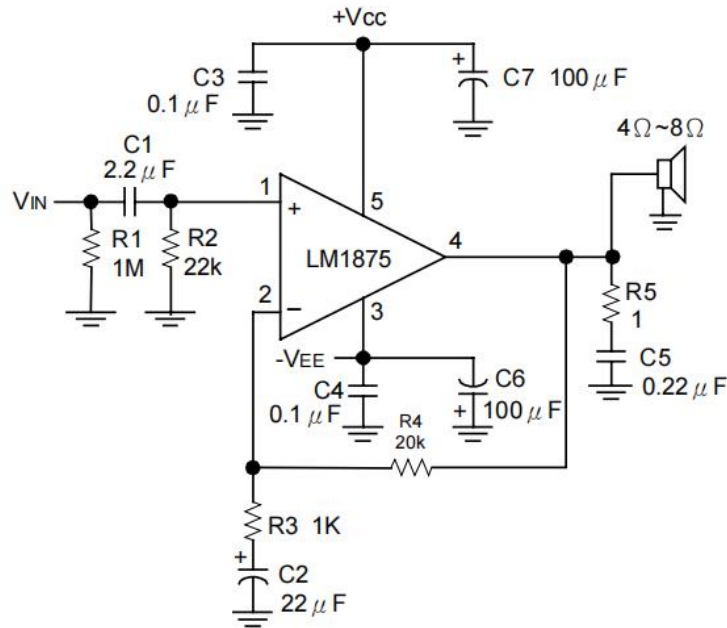 +Vcc
C3
0.1 μF
+
C7 100 μF
4Ω~8Ω
C1
2.2 μF
VIN
1
+
5
4
R1
1M
R2
22k
LM1875
2
−
3
R5
1
-VEE
C4
0.1 μF
C6
+
100 μF
C5
0.22 μF
R4
20k
R3 1K
+
C2
22 μF